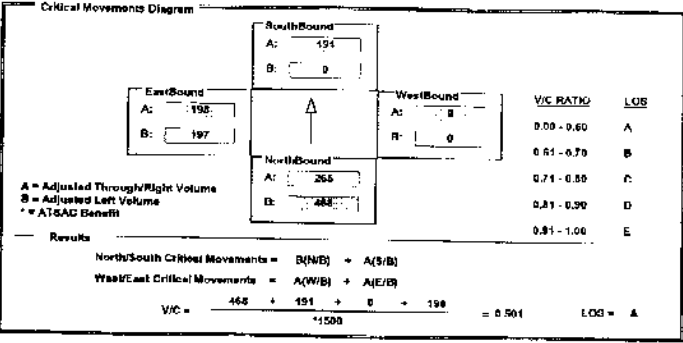 Critical Movements Diagram
SouthBound
A: 191
B: 0
EastBound
A: 198
B: 197
WestBound
A: 0
B: 0
V/C RATIO LOS
0.00 - 0.60 A
0.61 - 0.70 B
0.71 - 0.80 C
0.81 - 0.90 D
0.91 - 1.00 E
NorthBound
A: 265
B: 468
A = Adjusted Through/Right Volume
B = Adjusted Left Volume
* = ATSAC Benefit
Results
North/South Critical Movements = B(N/B) + A(S/B)
West/East Critical Movements = A(W/B) + A(E/B)
468 + 191 + 0 + 198
V/C = = 0.501 LOS = A
*1500